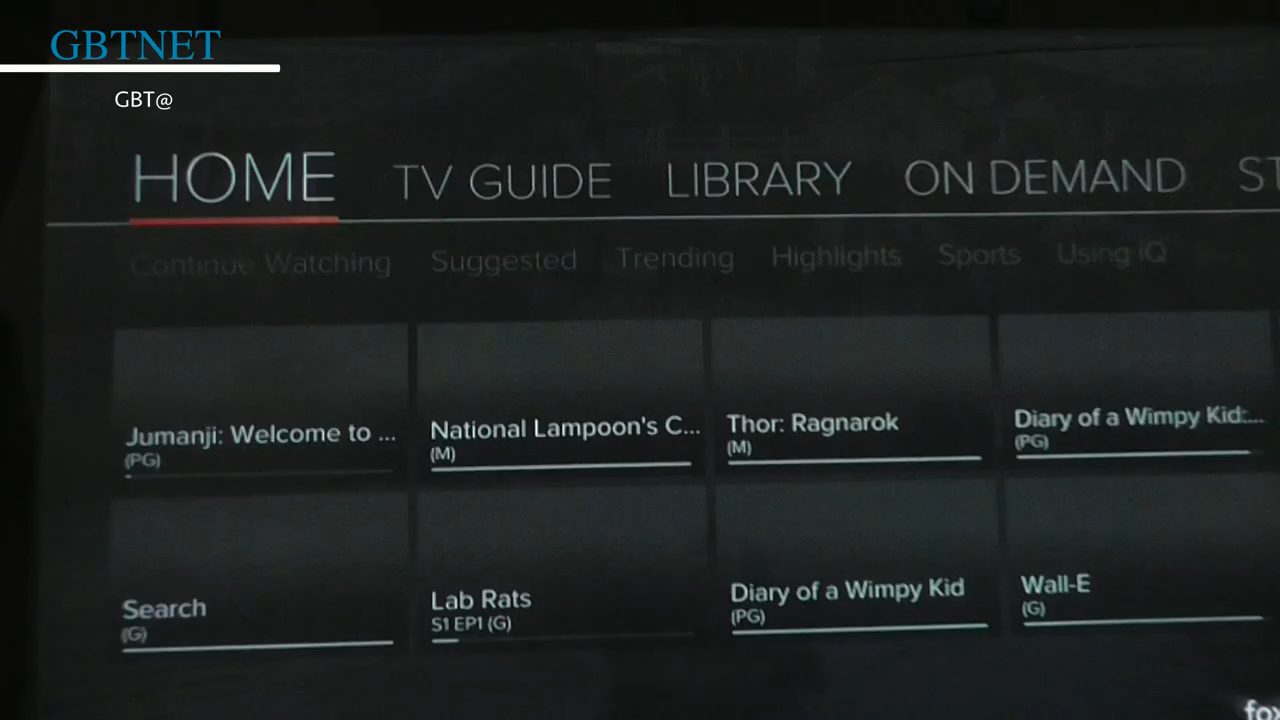 GBTNET
GBT@
HOME TV GUIDE LIBRARY ON DEMAND ST
Continue Watching Suggested Trending Highlights Sports Using iQ
Jumanji: Welcome to ... National Lampoon's C... Thor: Ragnarok Diary of a Wimpy Kid:...
(PG) (M) (M) (PG)
Search Lab Rats Diary of a Wimpy Kid Wall-E
(G) S1 EP1 (G) (PG) (G)
fox